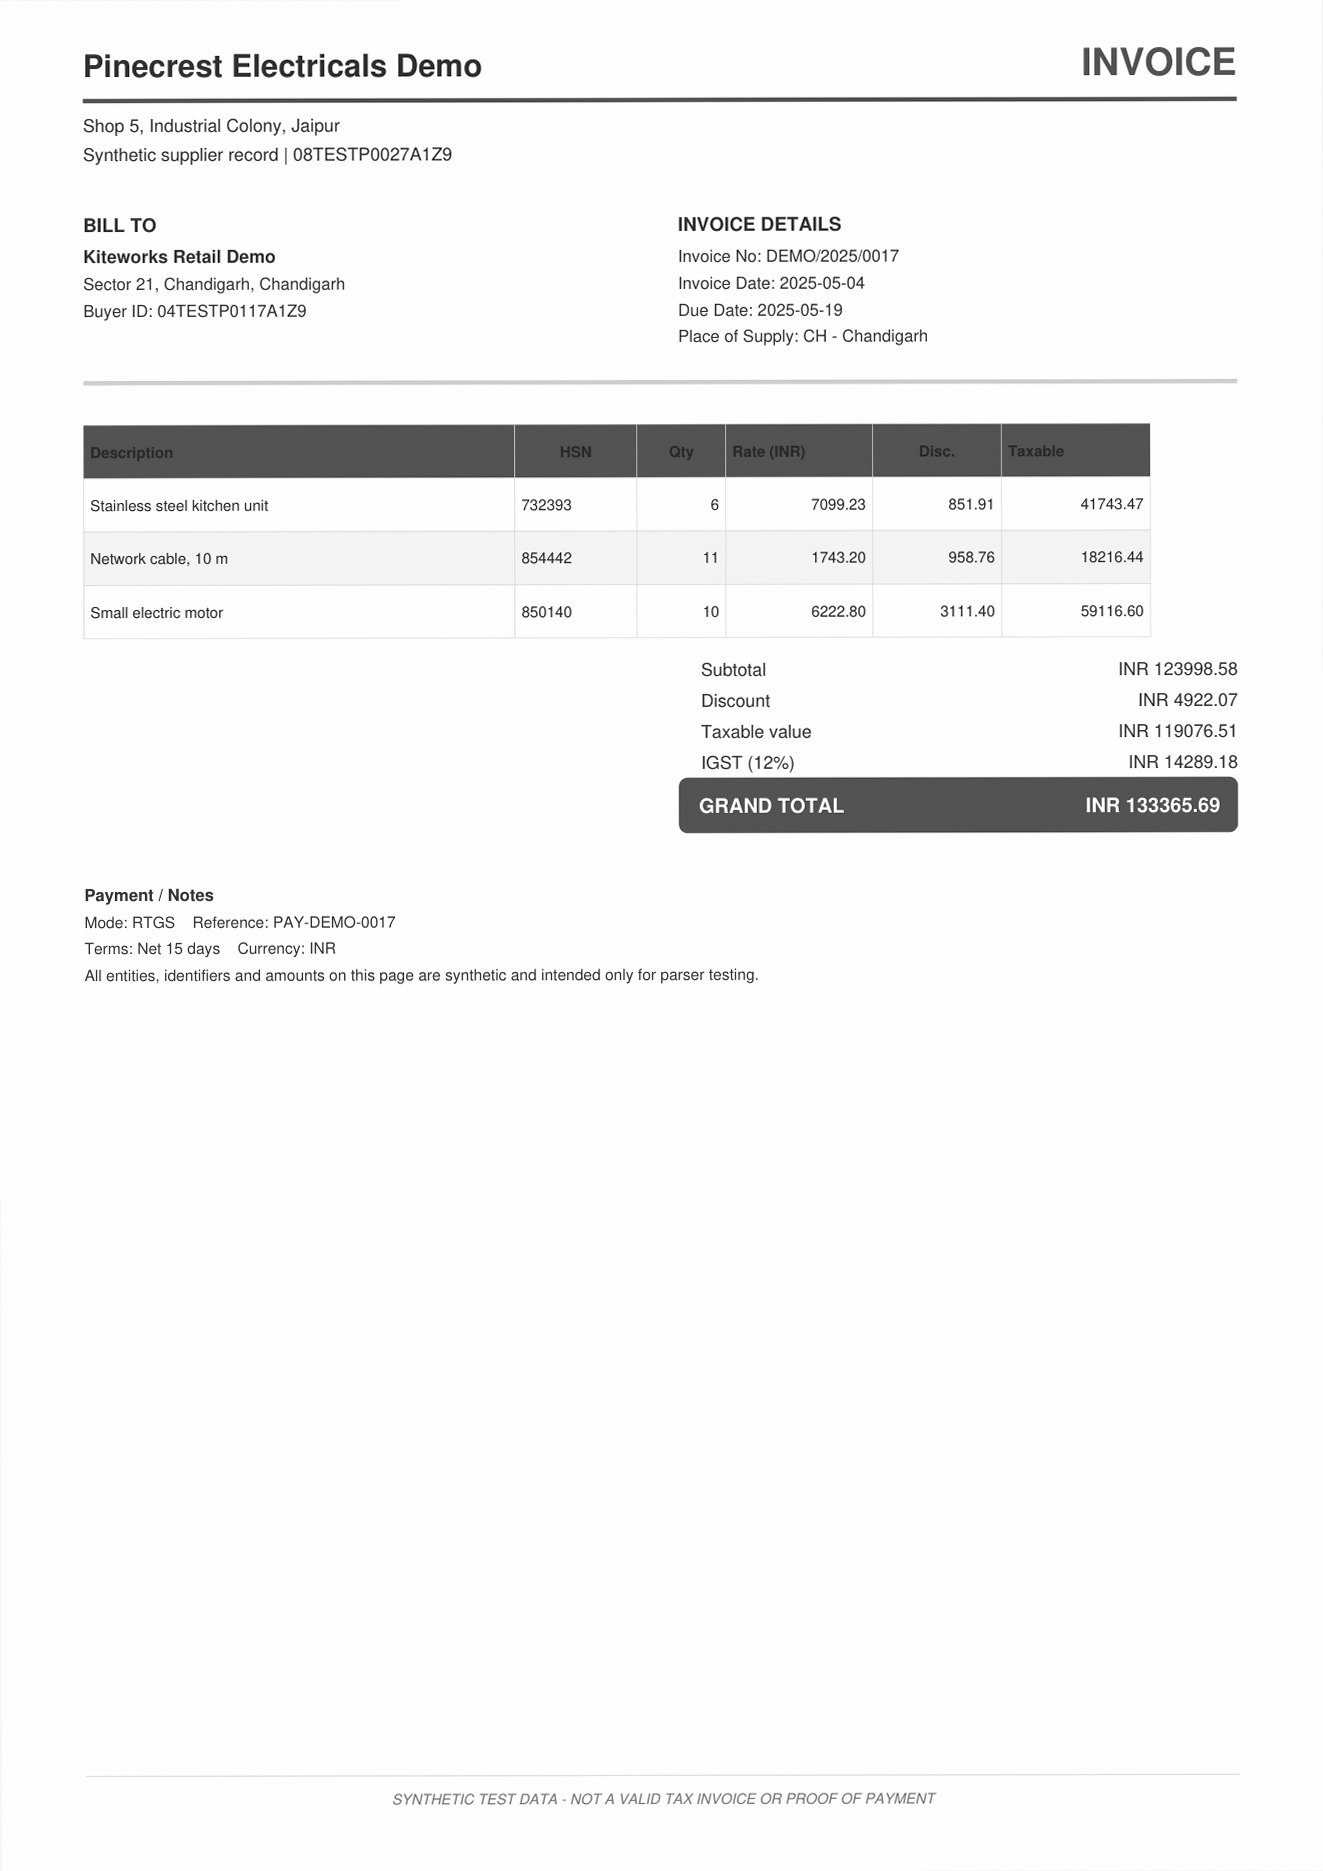 Pinecrest Electricals Demo
INVOICE
Shop 5, Industrial Colony, Jaipur
Synthetic supplier record | 08TESTP0027A1Z9
BILL TO
Kiteworks Retail Demo
Sector 21, Chandigarh, Chandigarh
Buyer ID: 04TESTP0117A1Z9
INVOICE DETAILS
Invoice No: DEMO/2025/0017
Invoice Date: 2025-05-04
Due Date: 2025-05-19
Place of Supply: CH - Chandigarh
Description HSN Qty Rate (INR) Disc. Taxable
Stainless steel kitchen unit 732393 6 7099.23 851.91 41743.47
Network cable, 10 m 854442 11 1743.20 958.76 18216.44
Small electric motor 850140 10 6222.80 3111.40 59116.60
Subtotal INR 123998.58
Discount INR 4922.07
Taxable value INR 119076.51
IGST (12%) INR 14289.18
GRAND TOTAL INR 133365.69
Payment / Notes
Mode: RTGS Reference: PAY-DEMO-0017
Terms: Net 15 days Currency: INR
All entities, identifiers and amounts on this page are synthetic and intended only for parser testing.
SYNTHETIC TEST DATA - NOT A VALID TAX INVOICE OR PROOF OF PAYMENT